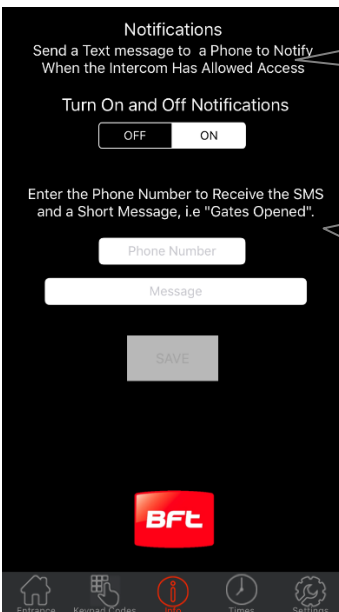 Notifications
Send a Text message to a Phone to Notify
When the Intercom Has Allowed Access
Turn On and Off Notifications
OFF ON
Enter the Phone Number to Receive the SMS
and a Short Message, i.e "Gates Opened".
Phone Number
Message
SAVE
BFt
Entrance Keypad Codes Info Times Settings